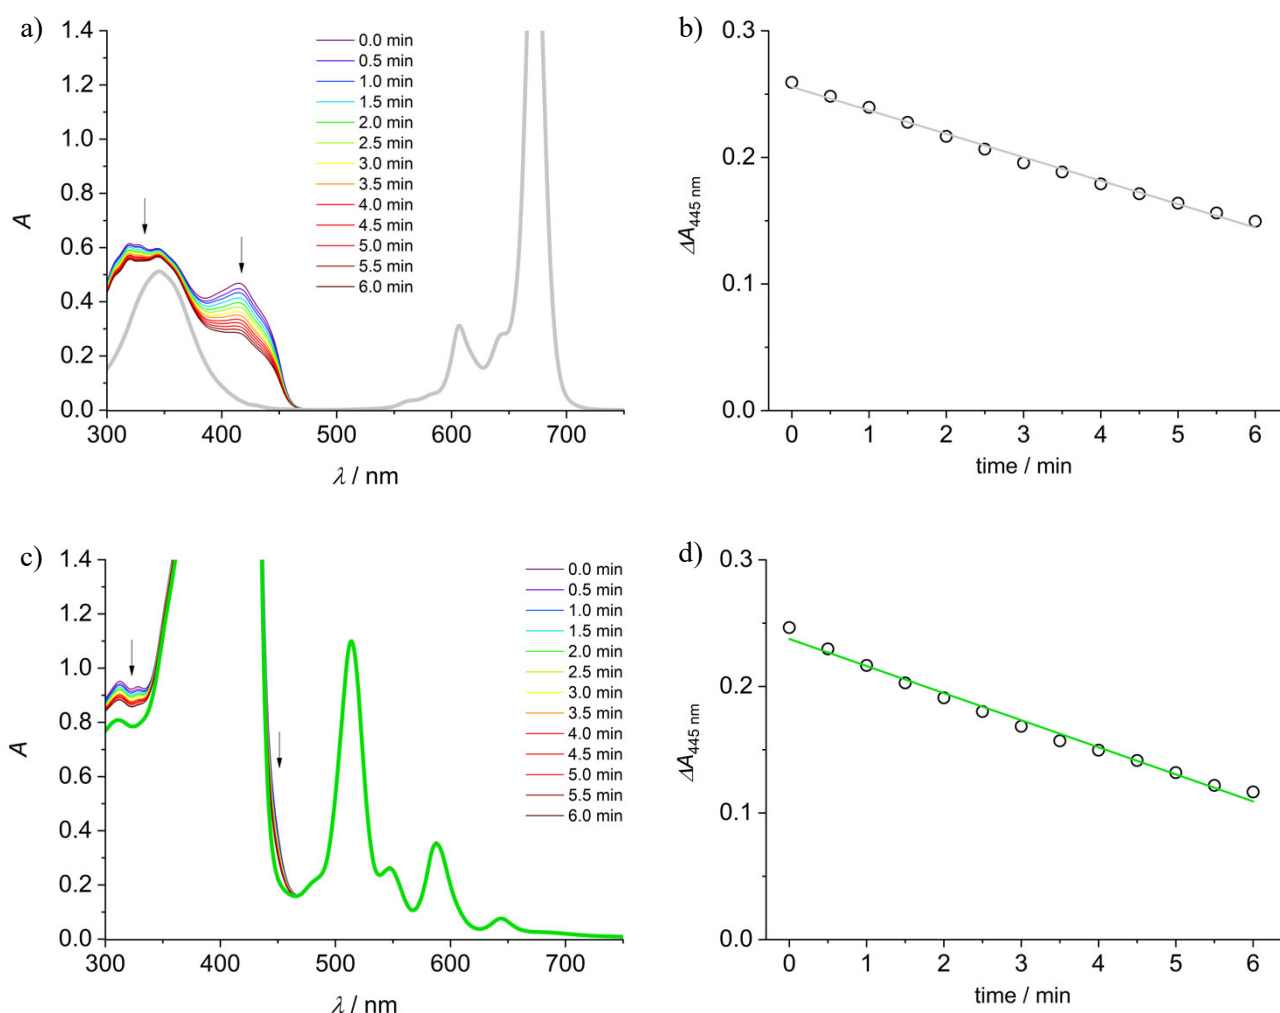 a)
1.4
1.2
1.0
0.8
0.6
0.4
0.2
0.0
A
300
400
500
600
700
λ / nm
0.0 min
0.5 min
1.0 min
1.5 min
2.0 min
2.5 min
3.0 min
3.5 min
4.0 min
4.5 min
5.0 min
5.5 min
6.0 min
b)
0.3
0.2
0.1
0.0
ΔA445 nm
0
1
2
3
4
5
6
time / min
c)
1.4
1.2
1.0
0.8
0.6
0.4
0.2
0.0
A
300
400
500
600
700
λ / nm
0.0 min
0.5 min
1.0 min
1.5 min
2.0 min
2.5 min
3.0 min
3.5 min
4.0 min
4.5 min
5.0 min
5.5 min
6.0 min
d)
0.3
0.2
0.1
0.0
ΔA445 nm
0
1
2
3
4
5
6
time / min